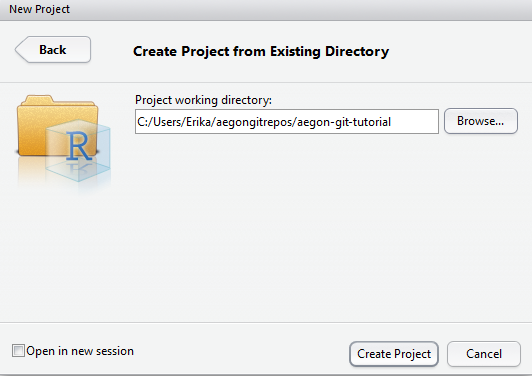 New Project
Back
Create Project from Existing Directory
Project working directory:
C:/Users/Erika/aegongitrepos/aegon-git-tutorial
Browse...
R
Open in new session
Create Project
Cancel